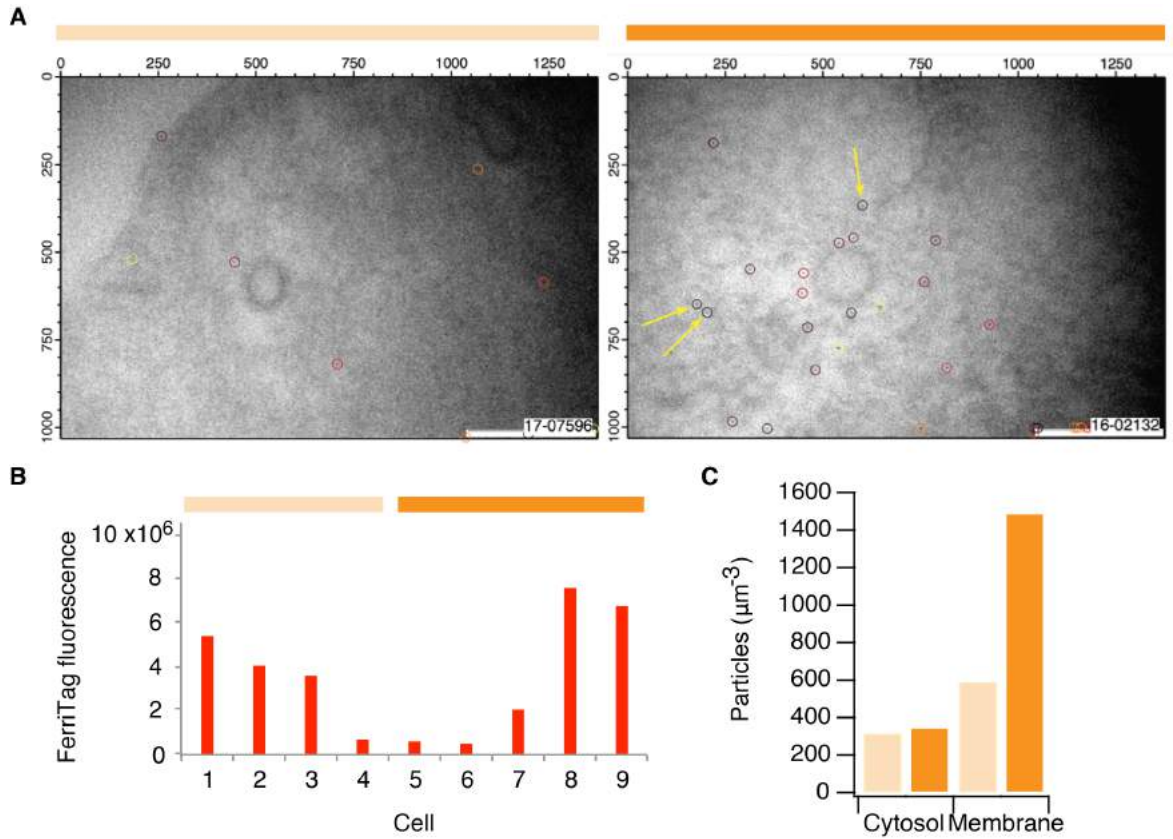 A
0 250 500 750 1000 1250
0 250 500 750 1000 1250
0
250
500
750
1000
0
250
500
750
1000
17-07596
16-02132
B
FerriTag fluorescence
10 x10⁶
8
6
4
2
0
1 2 3 4 5 6 7 8 9
Cell
C
Particles (µm⁻³)
1600
1400
1200
1000
800
600
400
200
0
Cytosol Membrane